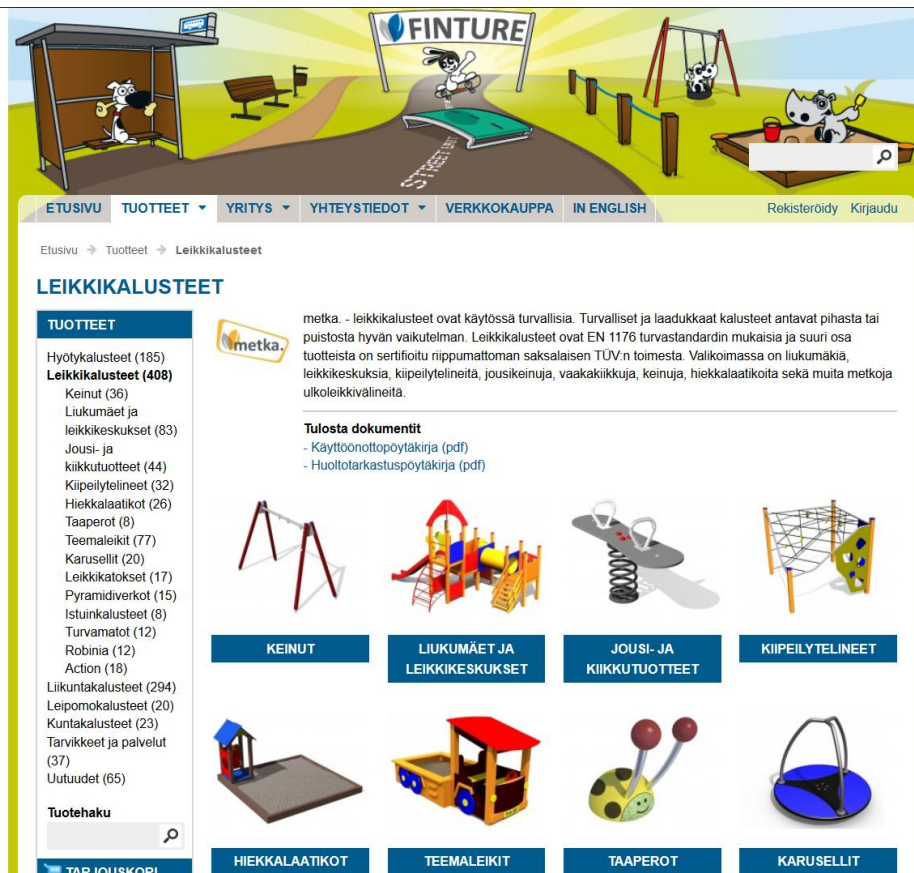 FINTURE
STREET UFT
ETUSIVU TUOTTEET YRITYS YHTEYSTIEDOT VERKKOKAUPPA IN ENGLISH Rekisteröidy Kirjaudu
Etusivu → Tuotteet → Leikkikalusteet
LEIKKIKALUSTEET
TUOTTEET
Hyötykalusteet (185)
Leikkikalusteet (408)
Keinut (36)
Liukumäet ja
leikkikeskukset (83)
Jousi- ja
kiikkutuotteet (44)
Kiipeilytelineet (32)
Hiekkalaatikot (26)
Taaperot (8)
Teemaleikit (77)
Karusellit (20)
Leikkikatokset (17)
Pyramidiverkot (15)
Istuinkalusteet (8)
Turvamatot (12)
Robinia (12)
Action (18)
Liikuntakalusteet (294)
Leipomokalusteet (20)
Kuntakalusteet (23)
Tarvikkeet ja palvelut
(37)
Uutuudet (65)
Tuotehaku
TARJOUSKORI
metka.
metka. - leikkikalusteet ovat käytössä turvallisia. Turvalliset ja laadukkaat kalusteet antavat pihasta tai
puistosta hyvän vaikutelman. Leikkikalusteet ovat EN 1176 turvastandardin mukaisia ja suuri osa
tuotteista on sertifioitu riippumattoman saksalaisen TÜV:n toimesta. Valikoimassa on liukumäkiä,
leikkikeskuksia, kiipeilytelineitä, jousikeinuja, vaakakiikkuja, keinuja, hiekkalaatikoita sekä muita metkoja
ulkoleikkivälineitä.
Tulosta dokumentit
- Käyttöönottopöytäkirja (pdf)
- Huoltotarkastuspöytäkirja (pdf)
KEINUT
LIUKUMÄET JA
LEIKKIKESKUKSET
JOUSI- JA
KIIKKUTUOTTEET
KIIPEILYTELINEET
HIEKKALAATIKOT
TEEMALEIKIT
TAAPEROT
KARUSELLIT